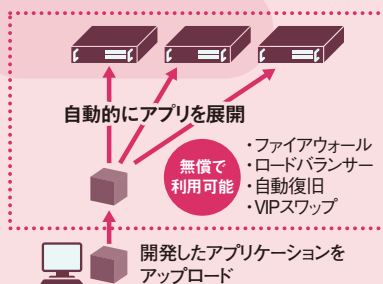 自動的にアプリを展開
無償で
利用可能
・ファイアウォール
・ロードバランサー
・自動復旧
・VIPスワップ
開発したアプリケーションを
アップロード